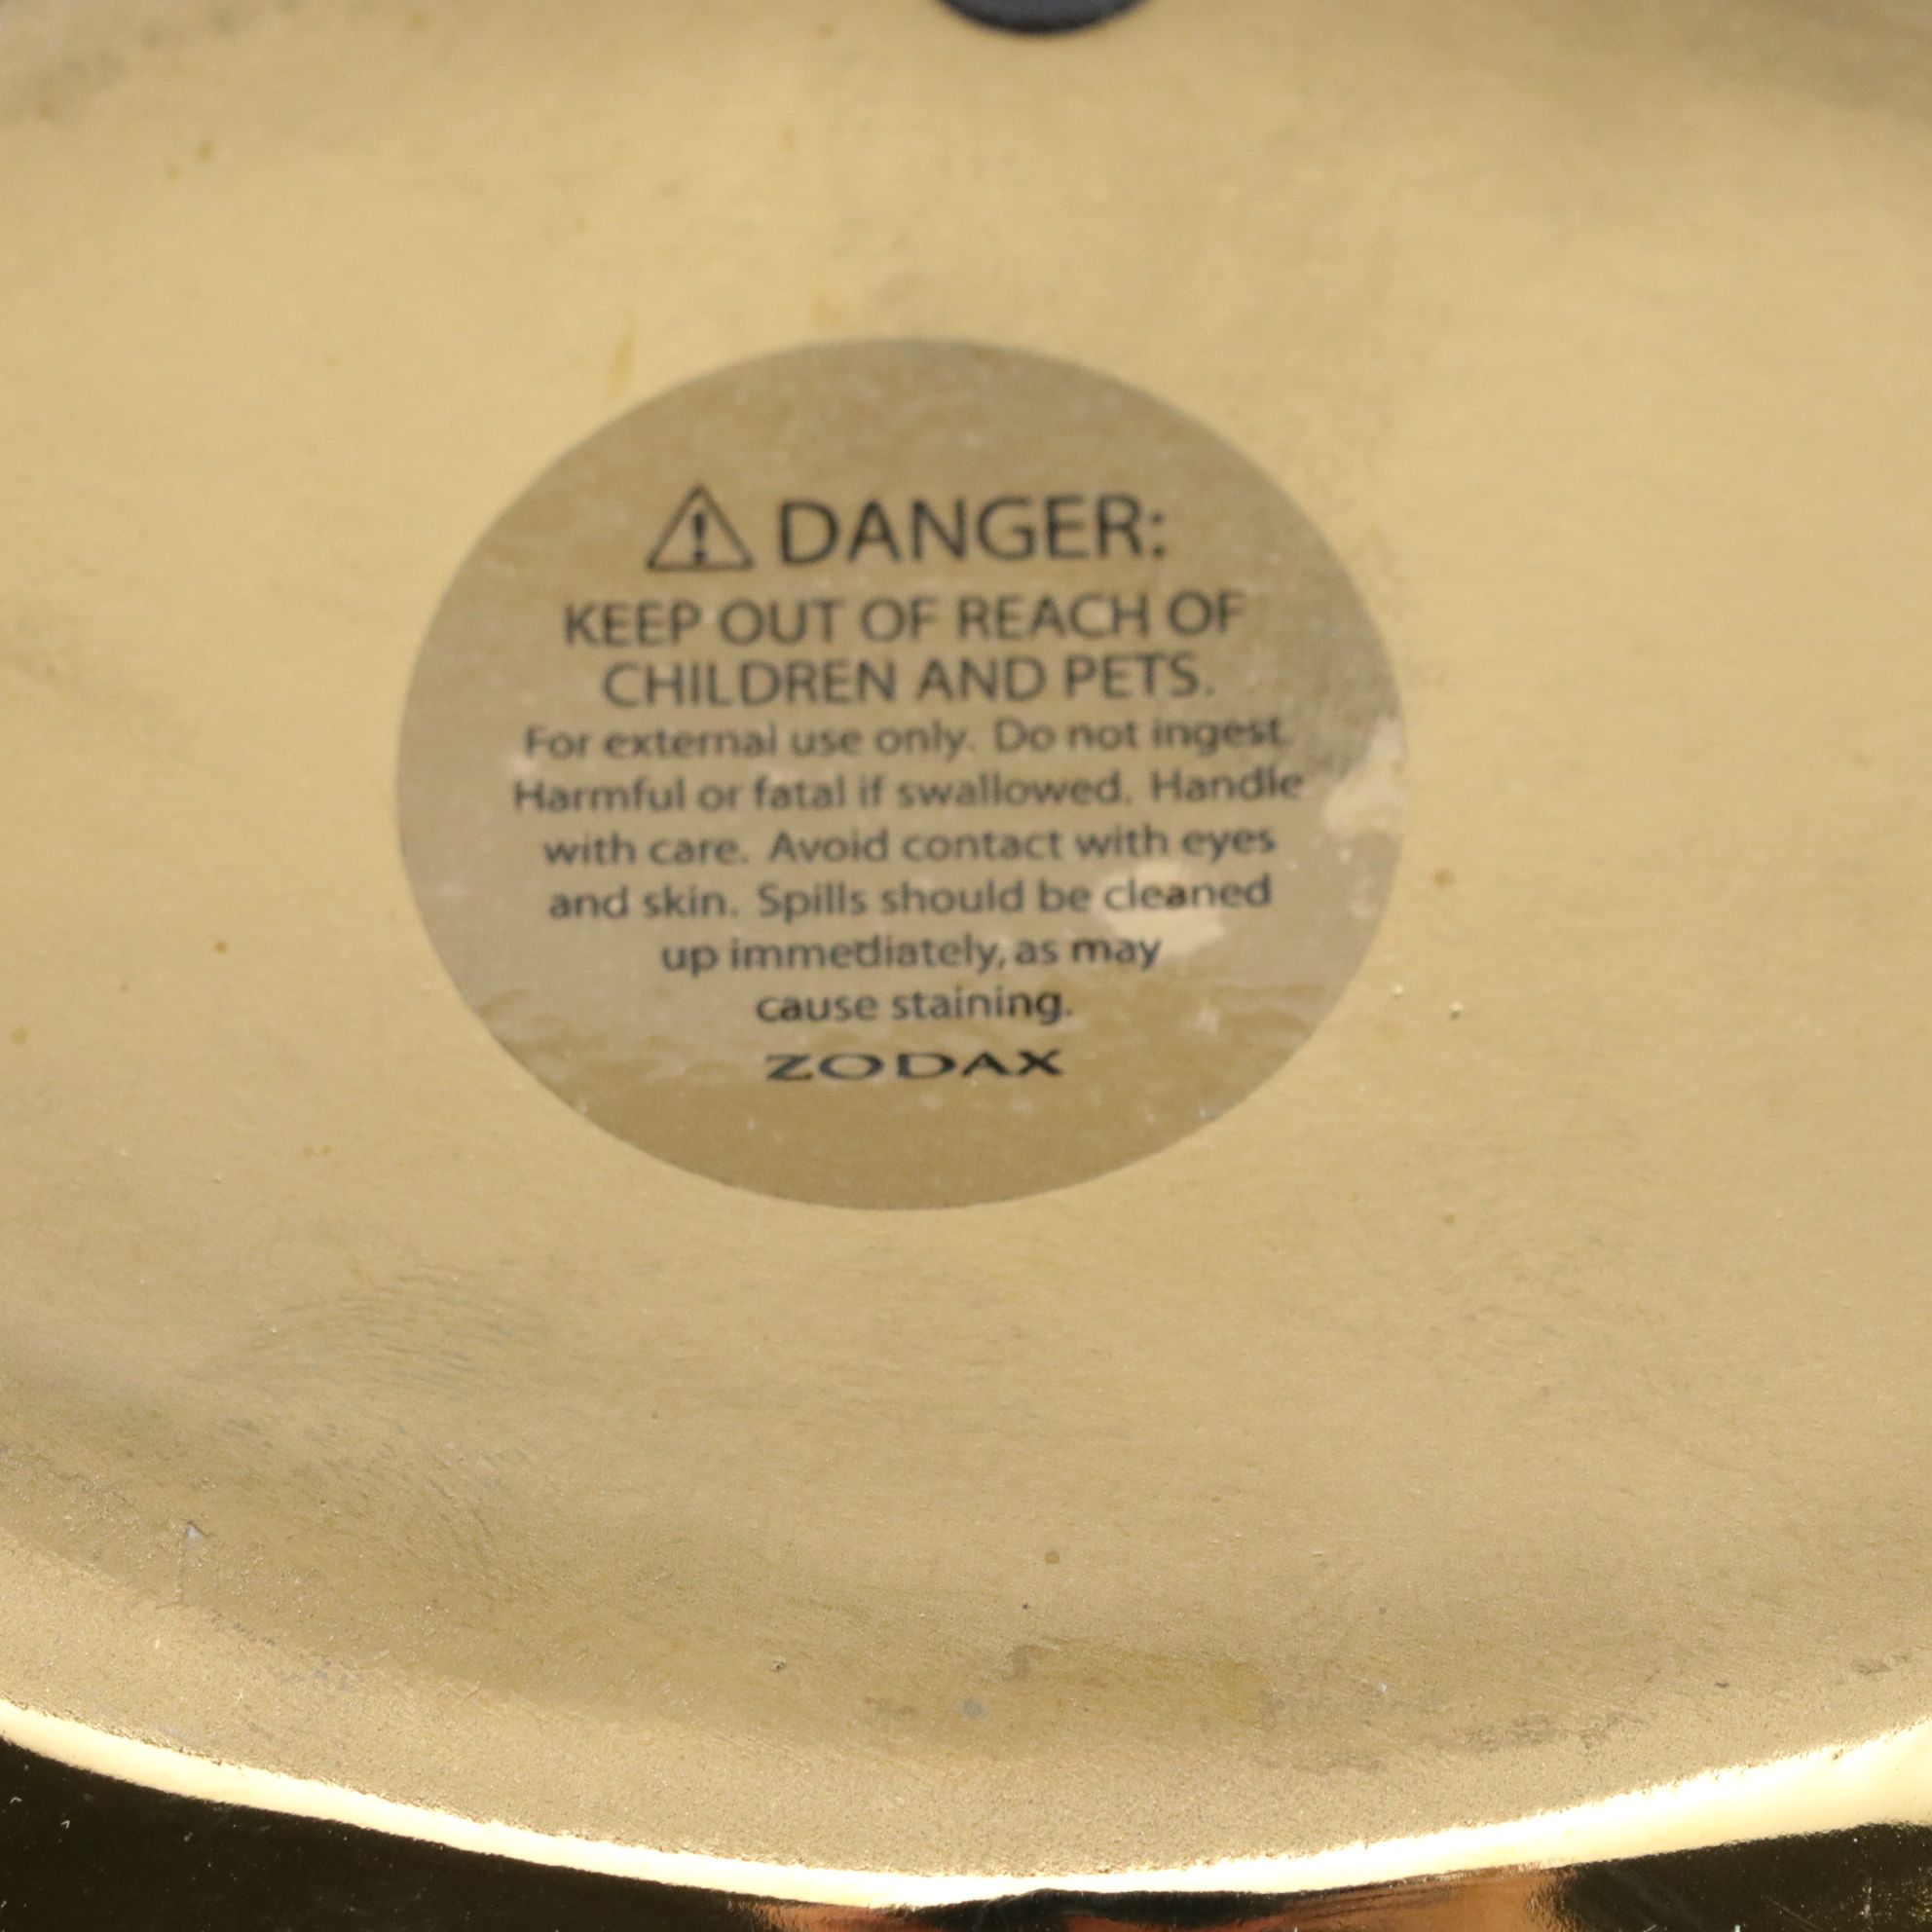 ⚠ DANGER:
KEEP OUT OF REACH OF
CHILDREN AND PETS.
For external use only. Do not ingest.
Harmful or fatal if swallowed. Handle
with care. Avoid contact with eyes
and skin. Spills should be cleaned
up immediately, as may
cause staining.
ZODAX